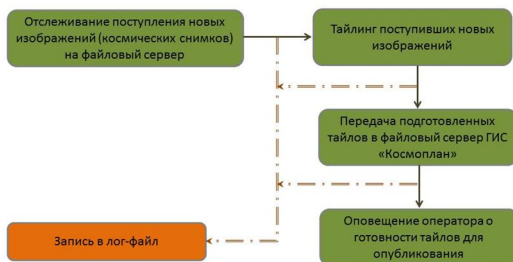 Отслеживание поступления новых
изображений (космических снимков)
на файловый сервер
Тайлинг поступивших новых
изображений
Передача подготовленных
тайлов в файловый сервер ГИС
«Космоплан»
Запись в лог-файл
Оповещение оператора о
готовности тайлов для
опубликования